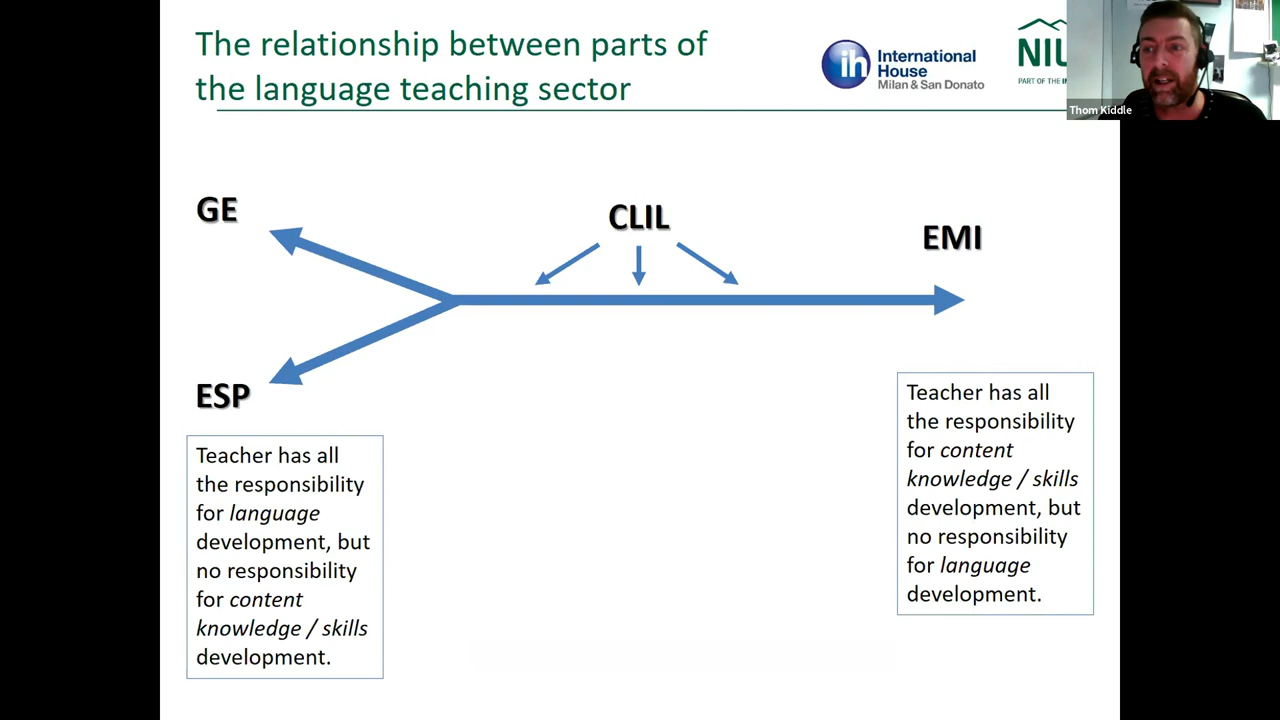 The relationship between parts of
the language teaching sector
ih
International
House
Milan & San Donato
PART OF THE
Thom Kiddle
GE
CLIL
EMI
ESP
Teacher has all
the responsibility
for language
development, but
no responsibility
for content
knowledge / skills
development.
Teacher has all
the responsibility
for content
knowledge / skills
development, but
no responsibility
for language
development.